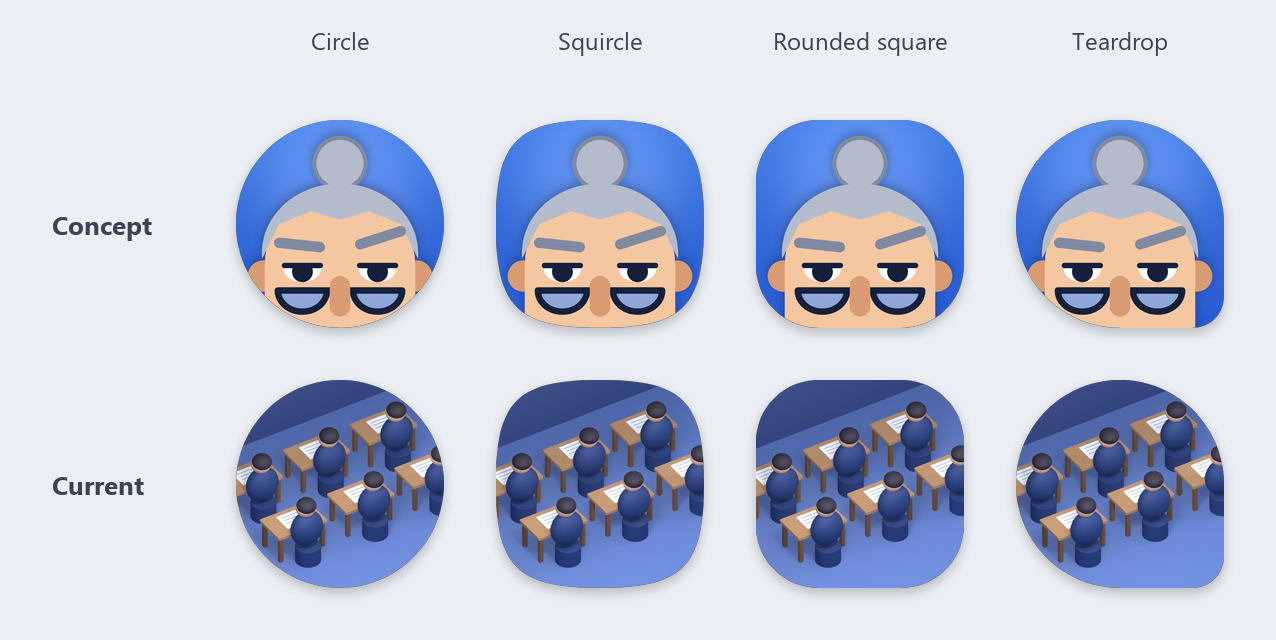 Circle
Squircle
Rounded square
Teardrop
Concept
Current